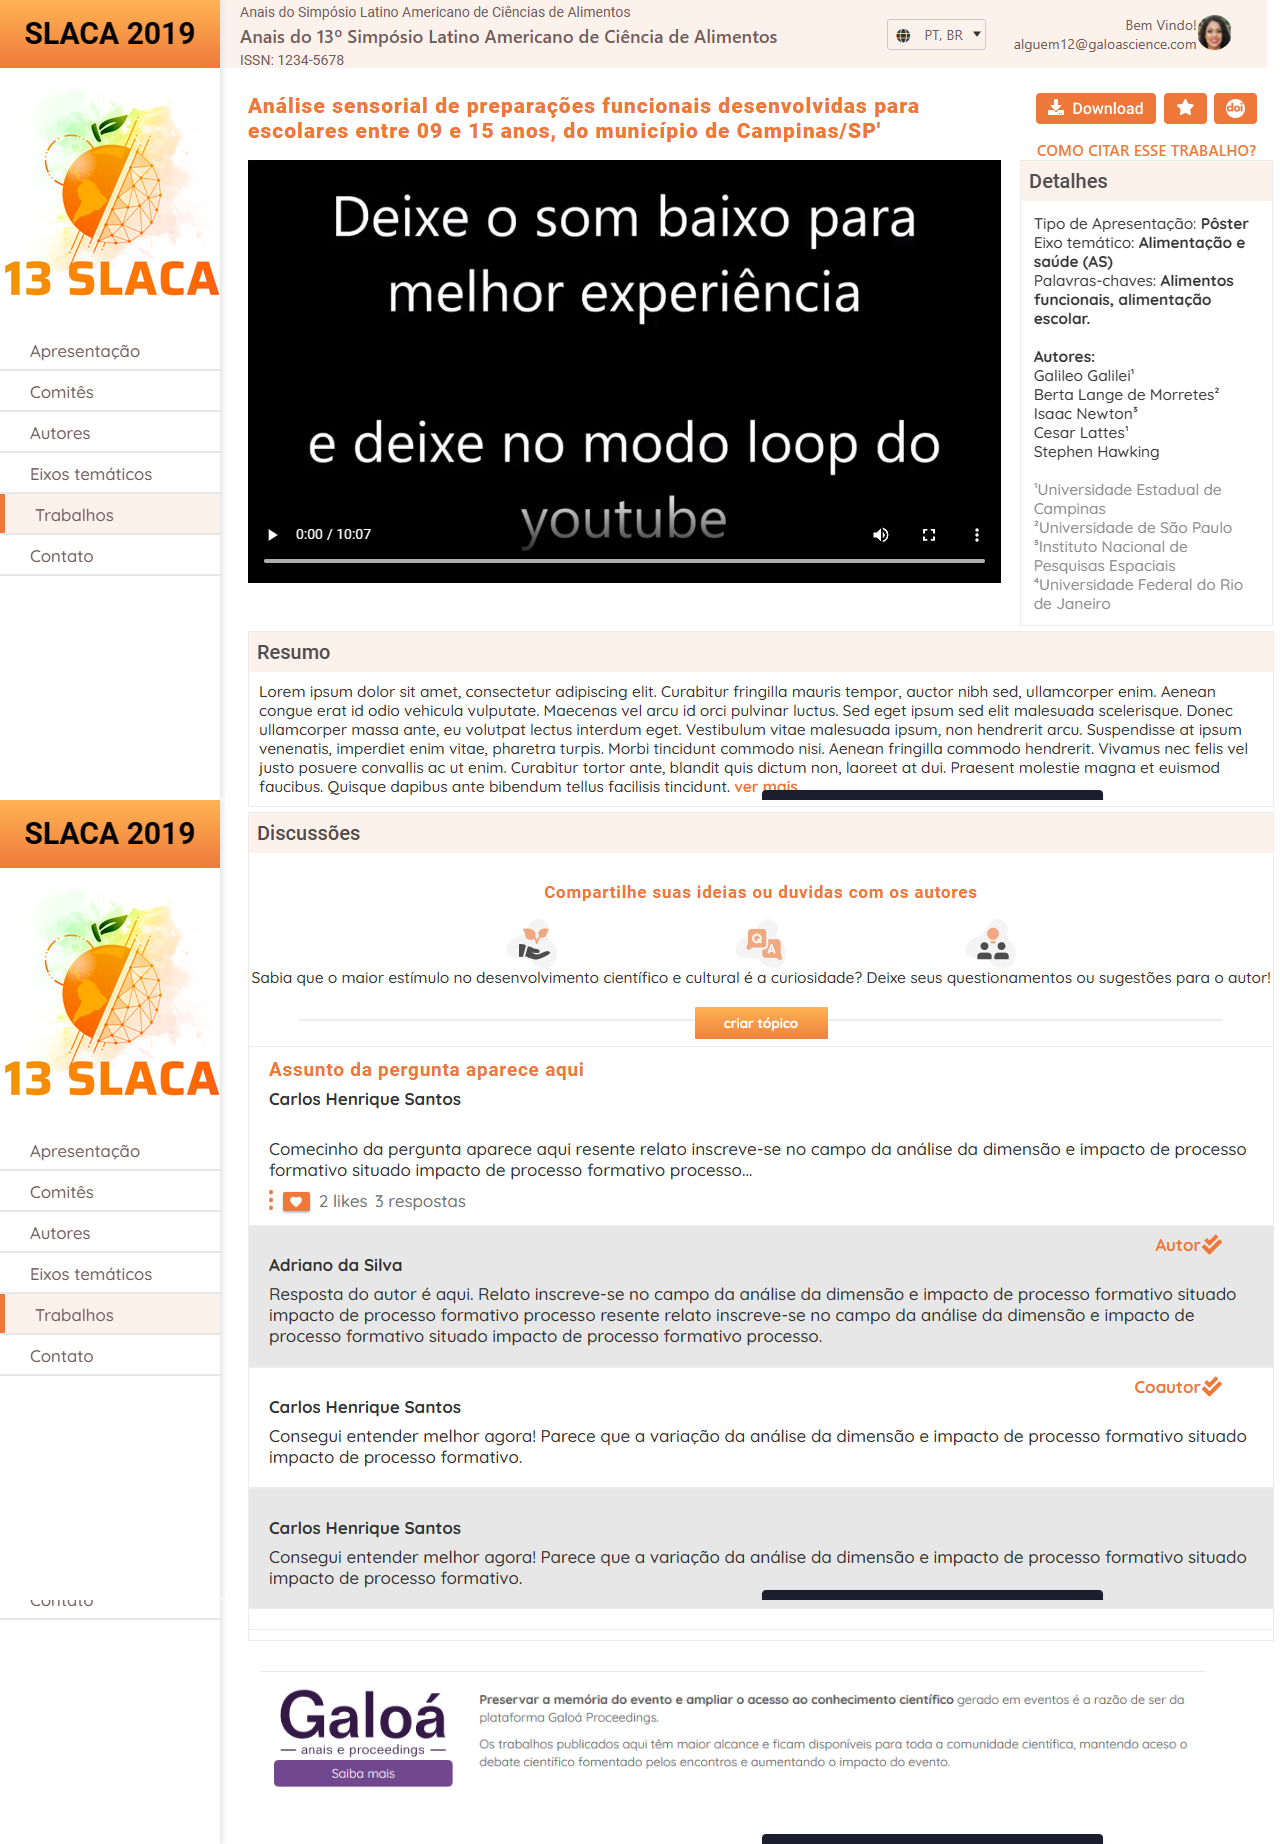 SLACA 2019
Anais do Simpósio Latino Americano de Ciências de Alimentos
Anais do 13º Simpósio Latino Americano de Ciência de Alimentos
ISSN: 1234-5678
PT, BR
Bem Vindo!
alguem12@galoascience.com
13 SLACA
Apresentação
Comitês
Autores
Eixos temáticos
Trabalhos
Contato
Análise sensorial de preparações funcionais desenvolvidas para
escolares entre 09 e 15 anos, do município de Campinas/SP'
Download
doi
COMO CITAR ESSE TRABALHO?
Deixe o som baixo para
melhor experiência
e deixe no modo loop do
youtube
0:00 / 10:07
Detalhes
Tipo de Apresentação: Pôster
Eixo temático: Alimentação e
saúde (AS)
Palavras-chaves: Alimentos
funcionais, alimentação
escolar.
Autores:
Galileo Galilei¹
Berta Lange de Morretes²
Isaac Newton³
Cesar Lattes¹
Stephen Hawking
¹Universidade Estadual de
Campinas
²Universidade de São Paulo
³Instituto Nacional de
Pesquisas Espaciais
⁴Universidade Federal do Rio
de Janeiro
Resumo
Lorem ipsum dolor sit amet, consectetur adipiscing elit. Curabitur fringilla mauris tempor, auctor nibh sed, ullamcorper enim. Aenean
congue erat id odio vehicula vulputate. Maecenas vel arcu id orci pulvinar luctus. Sed eget ipsum sed elit malesuada scelerisque. Donec
ullamcorper massa ante, eu volutpat lectus interdum eget. Vestibulum vitae malesuada ipsum, non hendrerit arcu. Suspendisse at ipsum
venenatis, imperdiet enim vitae, pharetra turpis. Morbi tincidunt commodo nisi. Aenean fringilla commodo hendrerit. Vivamus nec felis vel
justo posuere convallis ac ut enim. Curabitur tortor ante, blandit quis dictum non, laoreet at dui. Praesent molestie magna et euismod
faucibus. Quisque dapibus ante bibendum tellus facilisis tincidunt. ver mais
SLACA 2019
13 SLACA
Apresentação
Comitês
Autores
Eixos temáticos
Trabalhos
Contato
Contato
Discussões
Compartilhe suas ideias ou duvidas com os autores
Q A
Sabia que o maior estímulo no desenvolvimento científico e cultural é a curiosidade? Deixe seus questionamentos ou sugestões para o autor!
criar tópico
Assunto da pergunta aparece aqui
Carlos Henrique Santos
Comecinho da pergunta aparece aqui resente relato inscreve-se no campo da análise da dimensão e impacto de processo
formativo situado impacto de processo formativo processo...
2 likes 3 respostas
Autor
Adriano da Silva
Resposta do autor é aqui. Relato inscreve-se no campo da análise da dimensão e impacto de processo formativo situado
impacto de processo formativo processo resente relato inscreve-se no campo da análise da dimensão e impacto de
processo formativo situado impacto de processo formativo processo.
Coautor
Carlos Henrique Santos
Consegui entender melhor agora! Parece que a variação da análise da dimensão e impacto de processo formativo situado
impacto de processo formativo.
Carlos Henrique Santos
Consegui entender melhor agora! Parece que a variação da análise da dimensão e impacto de processo formativo situado
impacto de processo formativo.
Galoá
anais e proceedings
Saiba mais
Preservar a memória do evento e ampliar o acesso ao conhecimento científico gerado em eventos é a razão de ser da
plataforma Galoá Proceedings.
Os trabalhos publicados aqui têm maior alcance e ficam disponíveis para toda a comunidade científica, mantendo aceso o
debate científico fomentado pelos encontros e aumentando o impacto do evento.